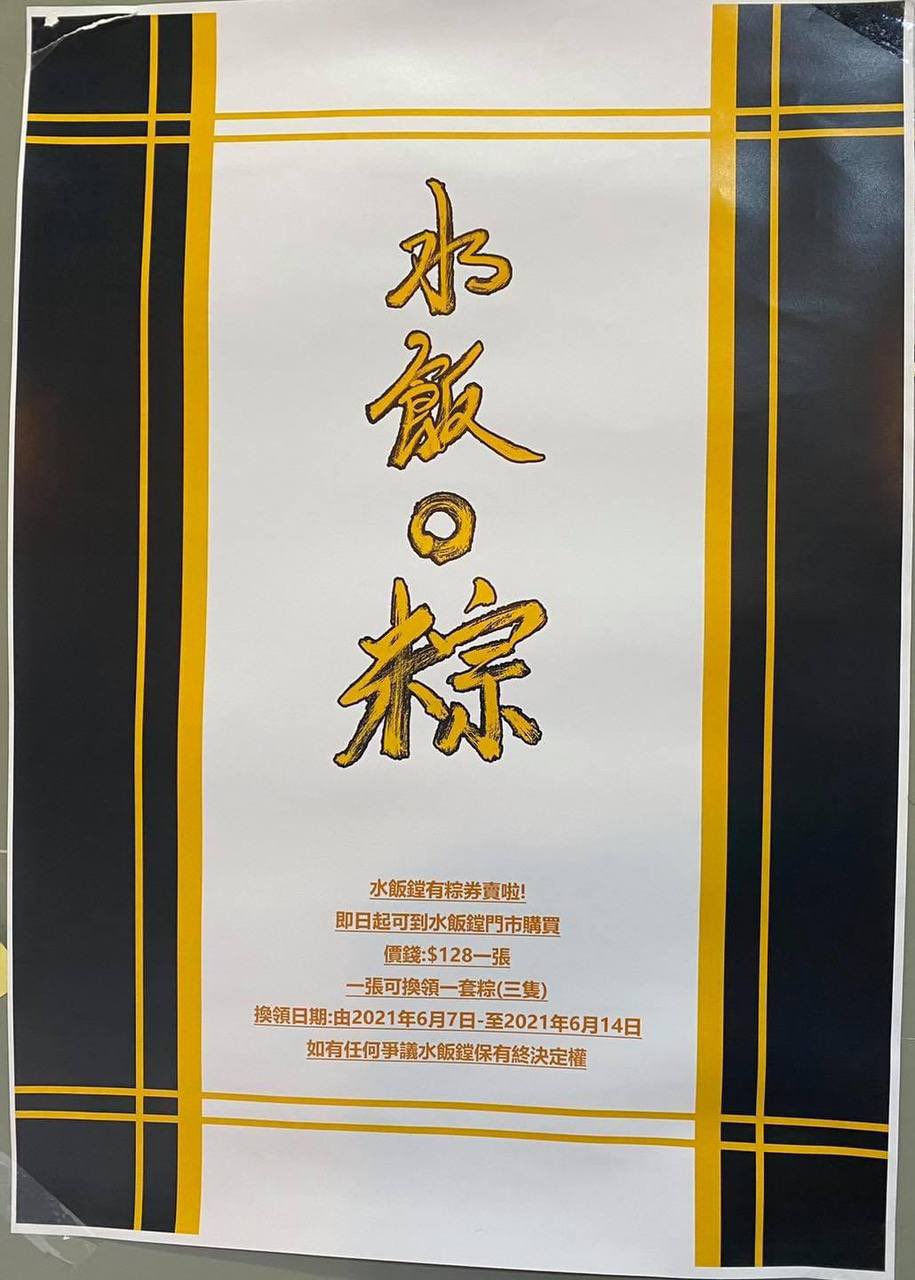 水
飯
粽
水飯鏜有粽券賣啦!
即日起可到水飯鏜門市購買
價錢:$128一張
一張可換領一套粽(三隻)
換領日期:由2021年6月7日-至2021年6月14日
如有任何爭議水飯鏜保有終決定權